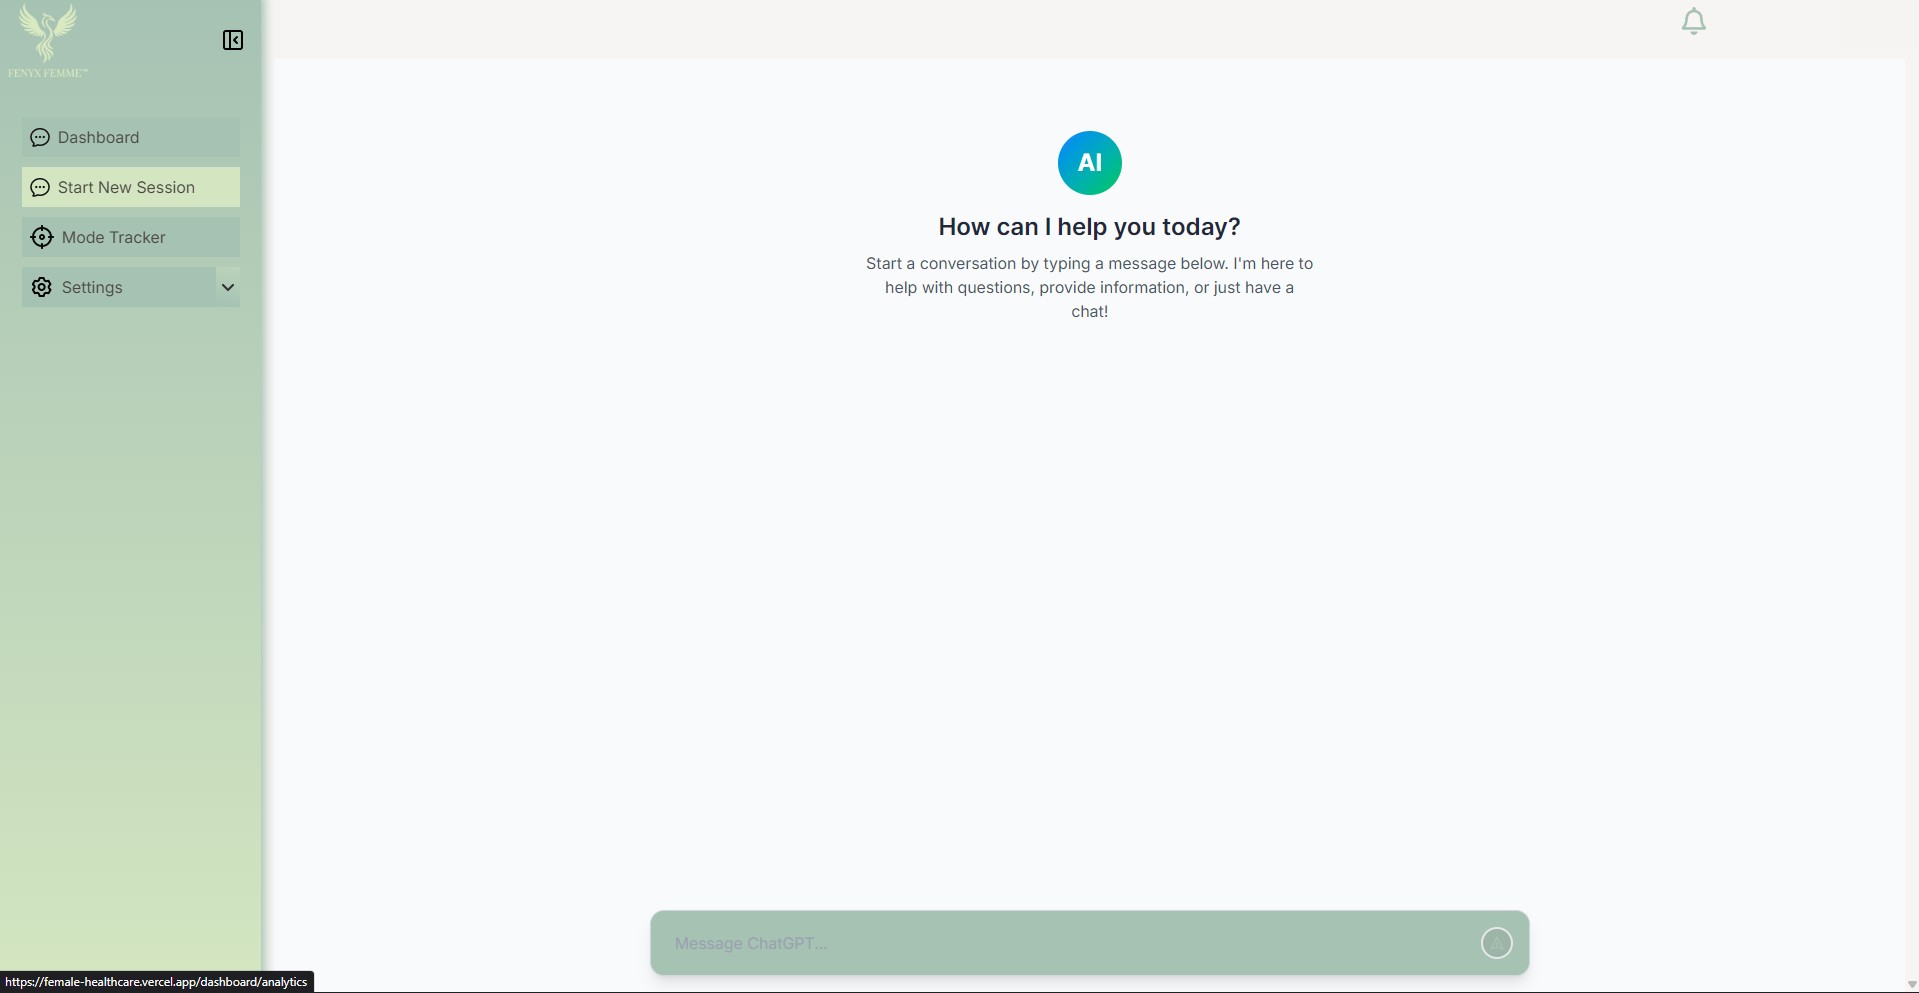 FENYX FEMME™
Dashboard
Start New Session
Mode Tracker
Settings
AI
How can I help you today?
Start a conversation by typing a message below. I'm here to
help with questions, provide information, or just have a
chat!
Message ChatGPT...
https://female-healthcare.vercel.app/dashboard/analytics